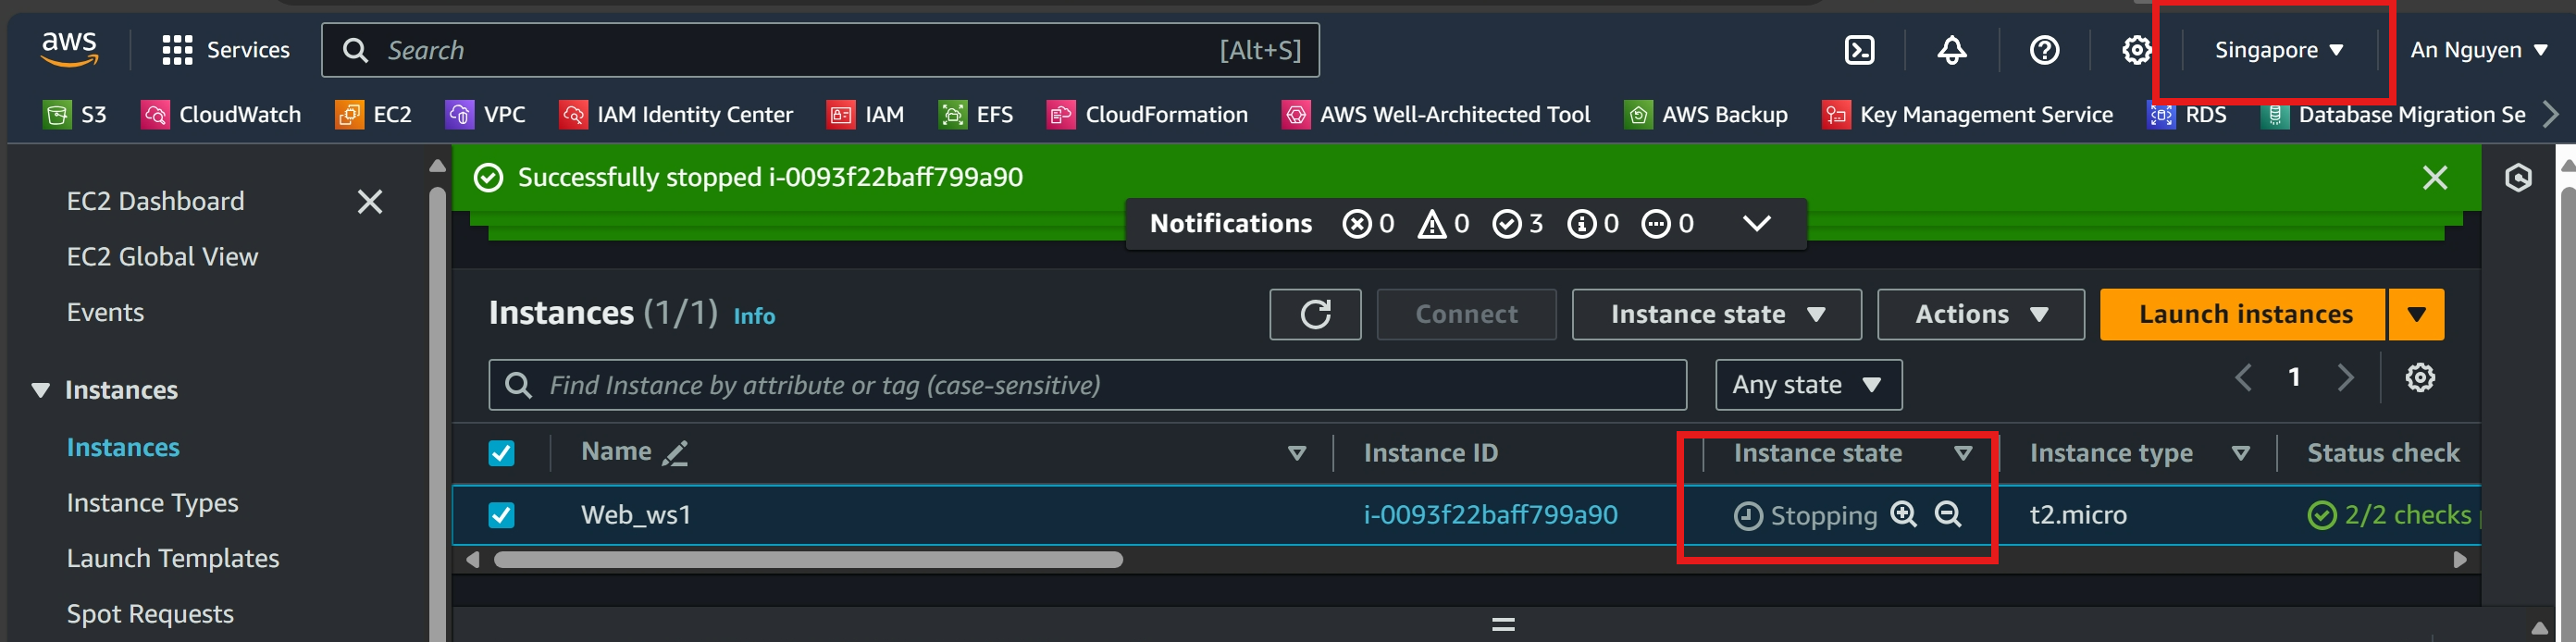 aws
Services
Search [Alt+S]
Singapore
An Nguyen
S3
CloudWatch
EC2
VPC
IAM Identity Center
IAM
EFS
CloudFormation
AWS Well-Architected Tool
AWS Backup
Key Management Service
RDS
Database Migration Se
EC2 Dashboard
EC2 Global View
Events
Instances
Instances
Instance Types
Launch Templates
Spot Requests
Successfully stopped i-0093f22baff799a90
Notifications 0 0 3 0 0
Instances (1/1) Info
Connect
Instance state
Actions
Launch instances
Find Instance by attribute or tag (case-sensitive)
Any state
1
Name Instance ID Instance state Instance type Status check
Web_ws1 i-0093f22baff799a90 Stopping t2.micro 2/2 checks